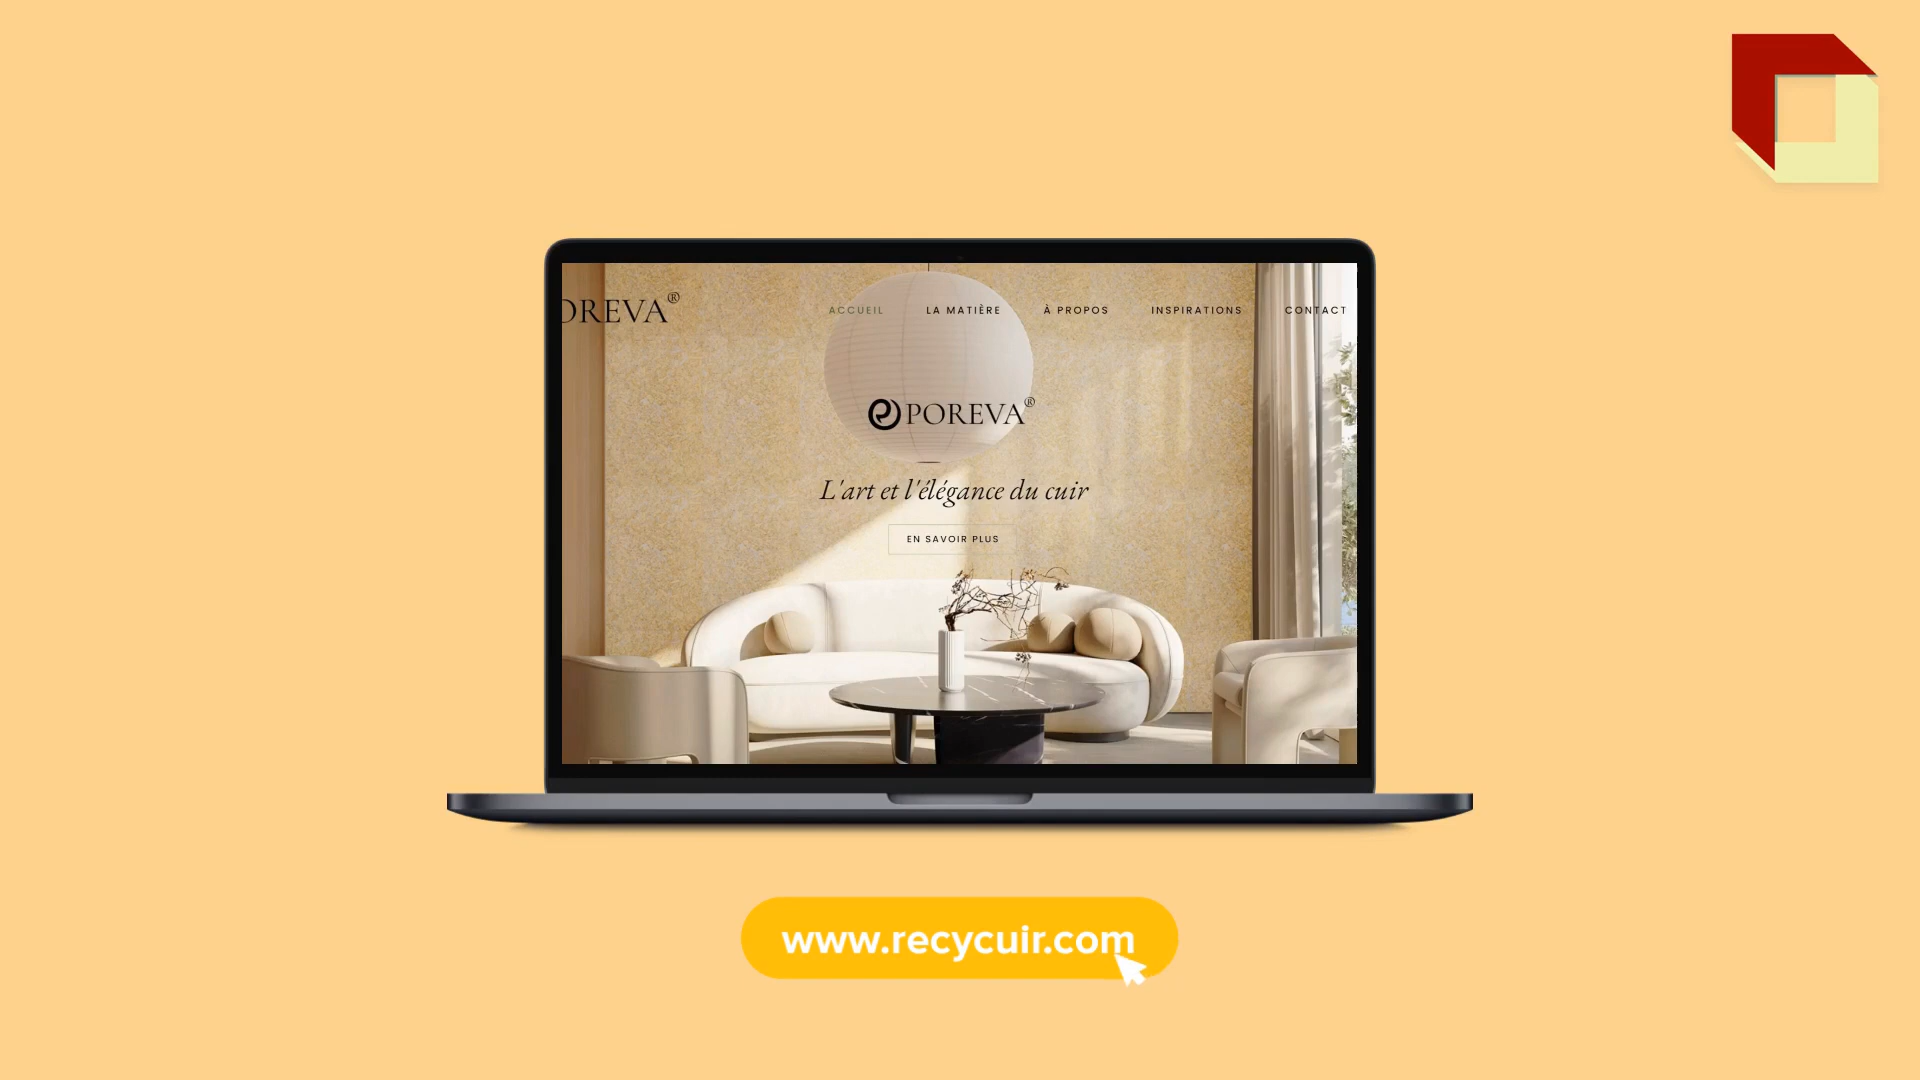 OREVA®
ACCUEIL LA MATIÈRE À PROPOS INSPIRATIONS CONTACT
POREVA®
L'art et l'élégance du cuir
EN SAVOIR PLUS
www.recycuir.com